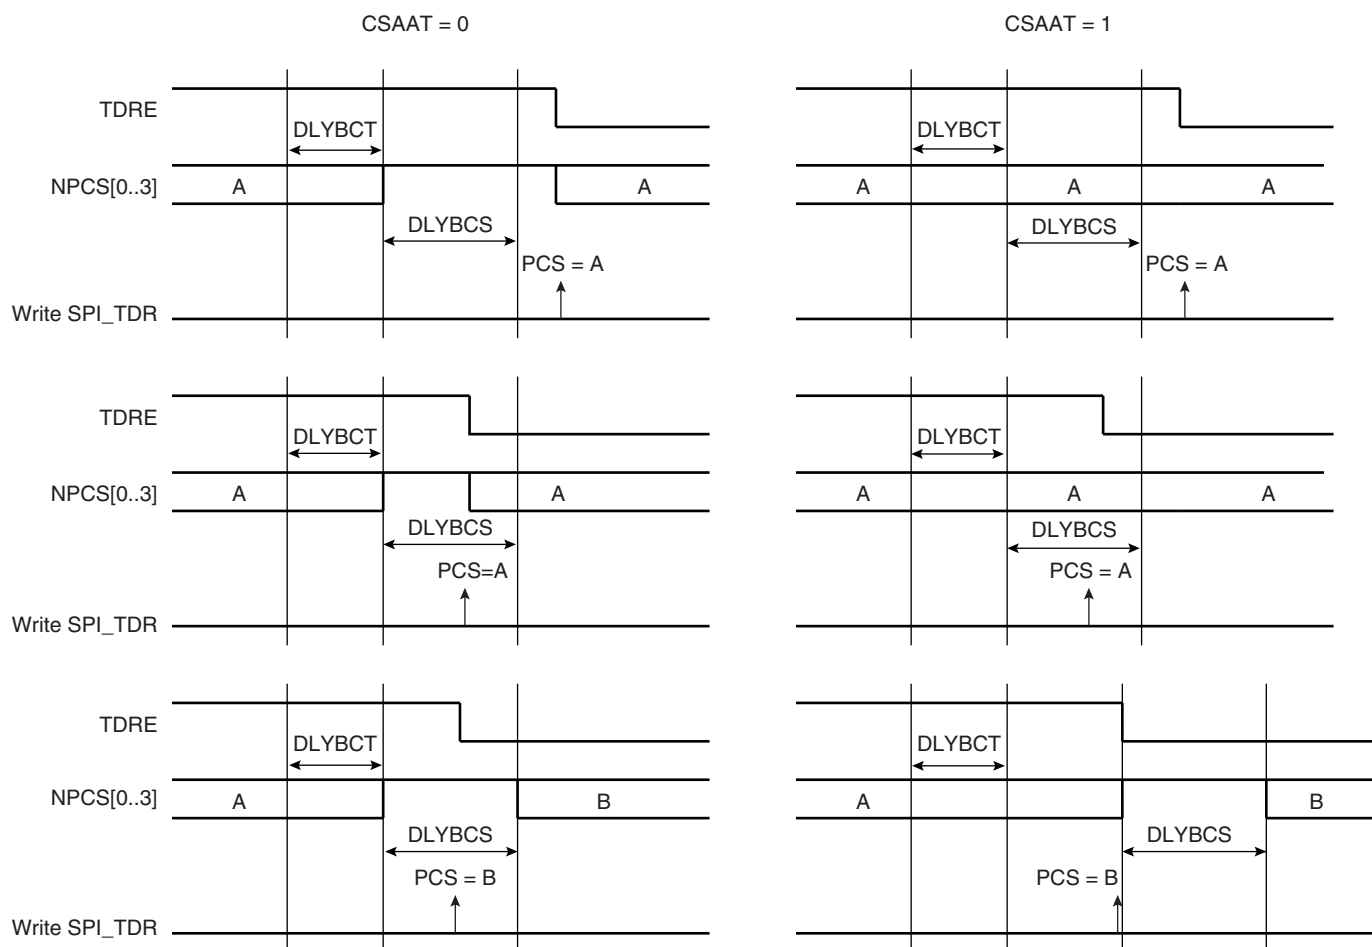 CSAAT = 0 CSAAT = 1
TDRE
DLYBCT DLYBCT
NPCS[0..3] A A A A A
DLYBCS DLYBCS
PCS = A PCS = A
Write SPI_TDR
TDRE
DLYBCT DLYBCT
NPCS[0..3] A A A A A
DLYBCS DLYBCS
PCS=A PCS = A
Write SPI_TDR
TDRE
DLYBCT DLYBCT
NPCS[0..3] A B A B
DLYBCS DLYBCS
PCS = B PCS = B
Write SPI_TDR